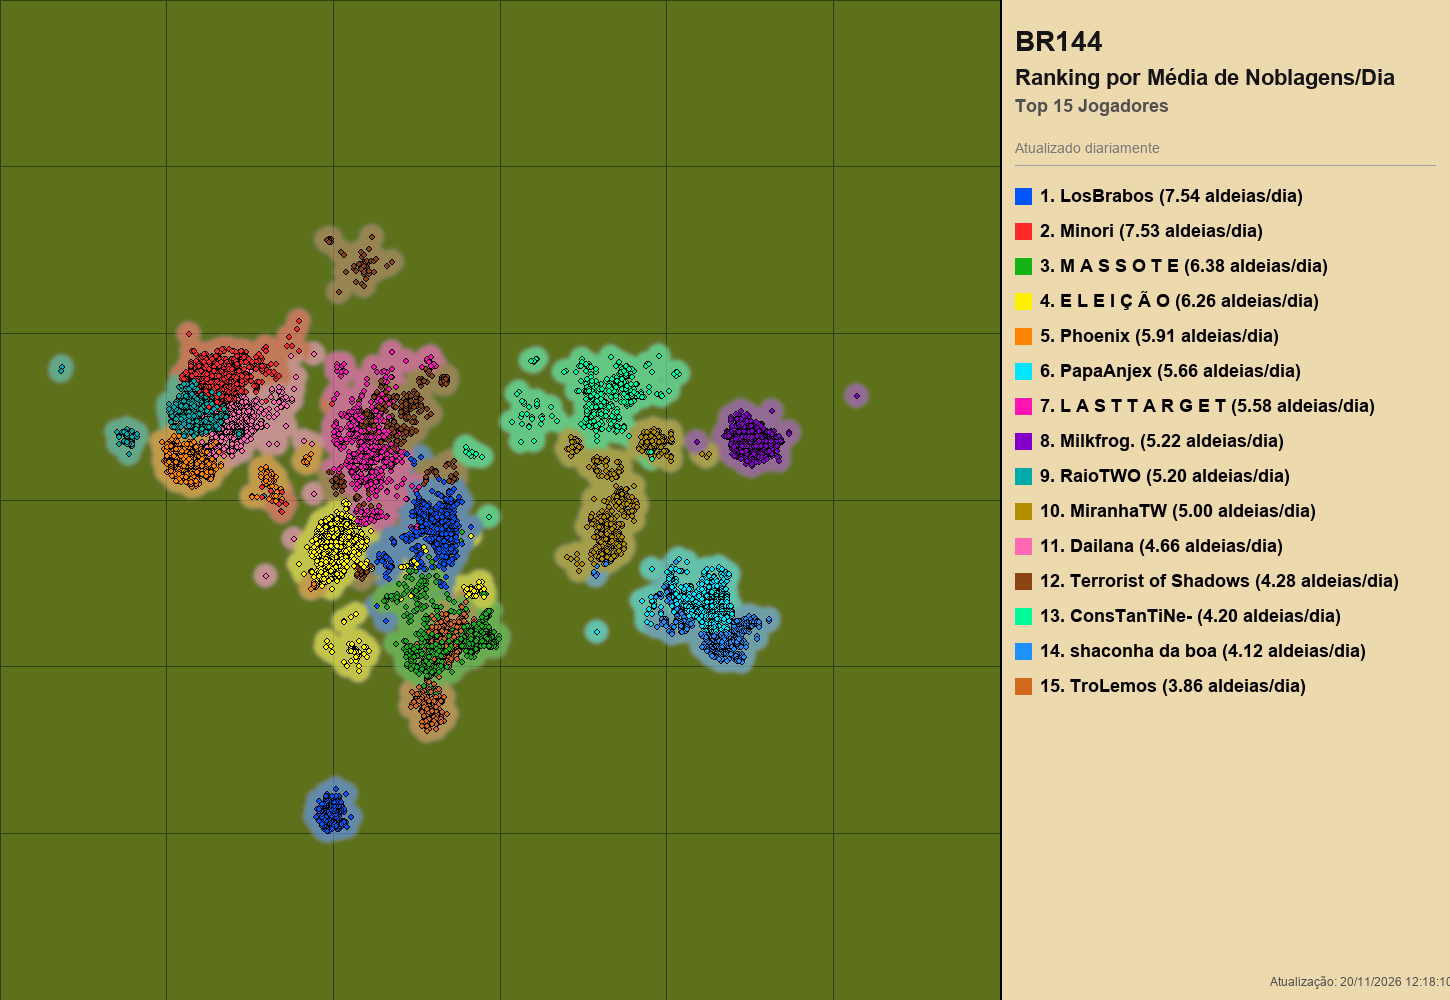 BR144
Ranking por Média de Noblagens/Dia
Top 15 Jogadores
Atualizado diariamente
1. LosBrabos (7.54 aldeias/dia)
2. Minori (7.53 aldeias/dia)
3. M A S S O T E (6.38 aldeias/dia)
4. E L E I Ç Ã O (6.26 aldeias/dia)
5. Phoenix (5.91 aldeias/dia)
6. PapaAnjex (5.66 aldeias/dia)
7. L A S T T A R G E T (5.58 aldeias/dia)
8. Milkfrog. (5.22 aldeias/dia)
9. RaioTWO (5.20 aldeias/dia)
10. MiranhaTW (5.00 aldeias/dia)
11. Dailana (4.66 aldeias/dia)
12. Terrorist of Shadows (4.28 aldeias/dia)
13. ConsTanTiNe- (4.20 aldeias/dia)
14. shaconha da boa (4.12 aldeias/dia)
15. TroLemos (3.86 aldeias/dia)
Atualização: 20/11/2026 12:18:10